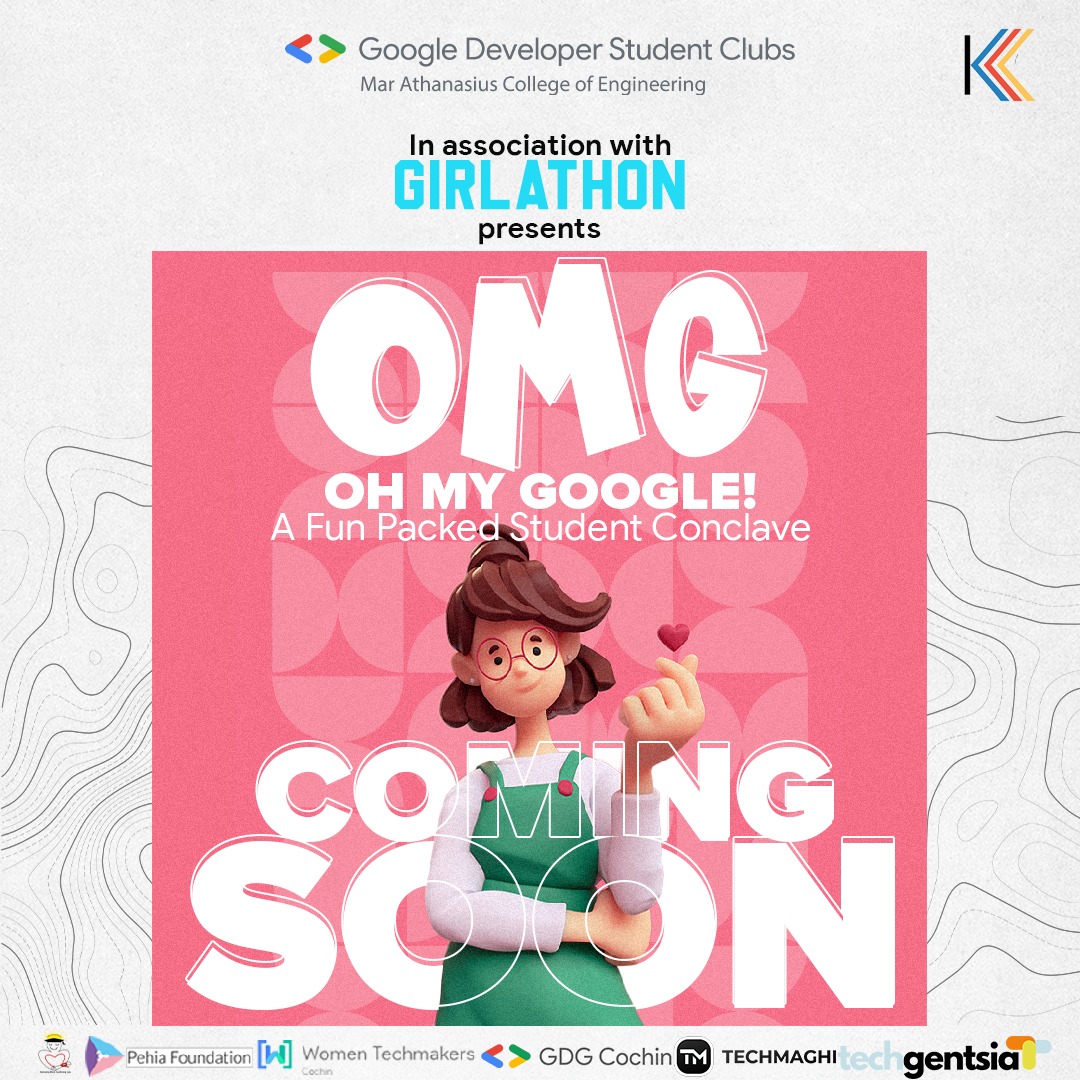 Google Developer Student Clubs
Mar Athanasius College of Engineering
K
In association with
GIRLATHON
presents
OMG
OH MY GOOGLE!
A Fun Packed Student Conclave
COMING
SOON
Pehia Foundation
Women Techmakers
Cochin
GDG Cochin
TM TECHMAGHI
techgentsia